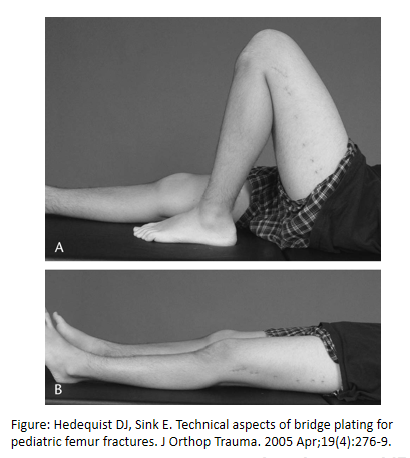 A
B
Figure: Hedequist DJ, Sink E. Technical aspects of bridge plating for
pediatric femur fractures. J Orthop Trauma. 2005 Apr;19(4):276-9.